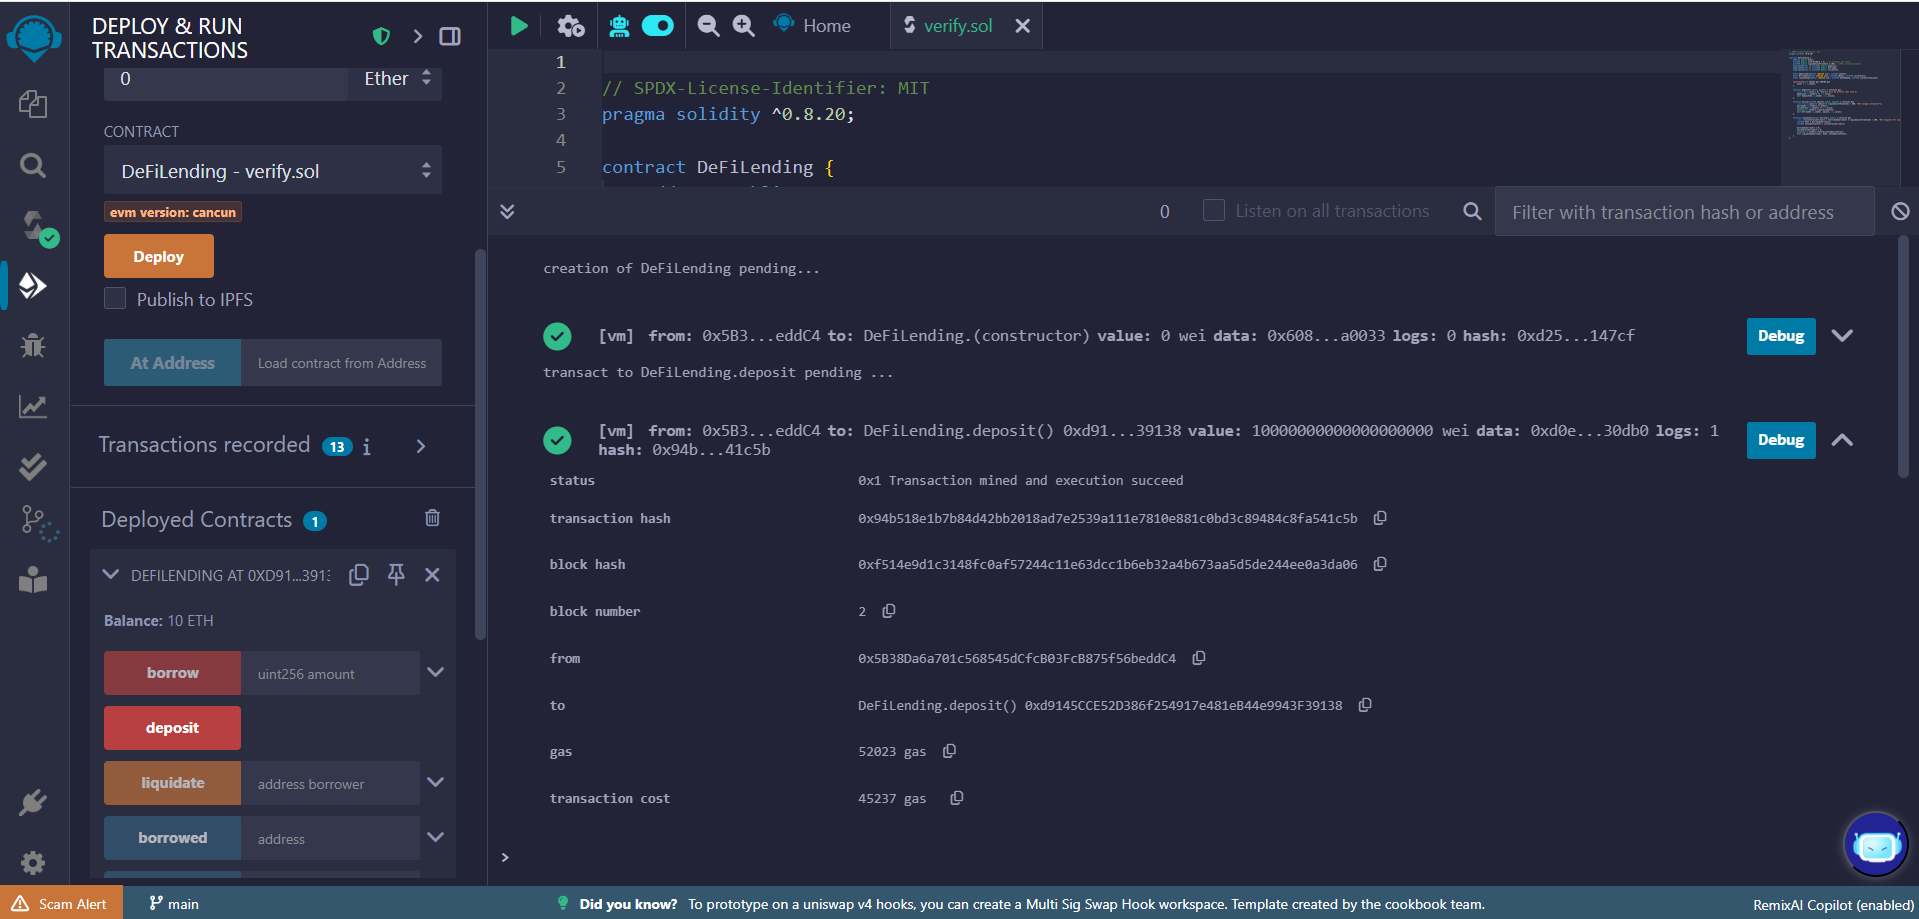 DEPLOY & RUN
TRANSACTIONS
0
Ether
CONTRACT
DeFiLending - verify.sol
evm version: cancun
Deploy
Publish to IPFS
At Address
Load contract from Address
Transactions recorded 13 i
Deployed Contracts 1
DEFILENDING AT 0XD91...3913
Balance: 10 ETH
borrow
uint256 amount
deposit
liquidate
address borrower
borrowed
address
Home
verify.sol
1
2 // SPDX-License-Identifier: MIT
3 pragma solidity ^0.8.20;
4
5 contract DeFiLending {
0
Listen on all transactions
Filter with transaction hash or address
creation of DeFiLending pending...
[vm] from: 0x5B3...eddC4 to: DeFiLending.(constructor) value: 0 wei data: 0x608...a0033 logs: 0 hash: 0xd25...147cf
Debug
transact to DeFiLending.deposit pending ...
[vm] from: 0x5B3...eddC4 to: DeFiLending.deposit() 0xd91...39138 value: 10000000000000000000 wei data: 0xd0e...30db0 logs: 1
hash: 0x94b...41c5b
Debug
status 0x1 Transaction mined and execution succeed
transaction hash 0x94b518e1b7b84d42bb2018ad7e2539a111e7810e881c0bd3c89484c8fa541c5b
block hash 0xf514e9d1c3148fc0af57244c11e63dcc1b6eb32a4b673aa5d5de244ee0a3da06
block number 2
from 0x5B38Da6a701c568545dCfcB03FcB875f56beddC4
to DeFiLending.deposit() 0xd9145CCE52D386f254917e481eB44e9943F39138
gas 52023 gas
transaction cost 45237 gas
>
Scam Alert
main
Did you know? To prototype on a uniswap v4 hooks, you can create a Multi Sig Swap Hook workspace. Template created by the cookbook team.
RemixAI Copilot (enabled)